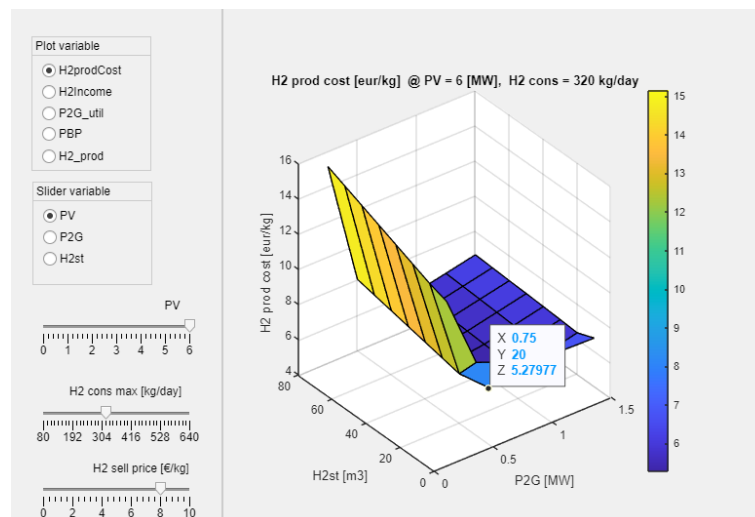 Plot variable
H2prodCost
H2Income
P2G_util
PBP
H2_prod
Slider variable
PV
P2G
H2st
PV
0 1 2 3 4 5 6
H2 cons max [kg/day]
80 192 304 416 528 640
H2 sell price [€/kg]
0 2 4 6 8 10
H2 prod cost [eur/kg] @ PV = 6 [MW], H2 cons = 320 kg/day
H2 prod cost [eur/kg]
16
14
12
10
8
6
4
80
60
40
20
0
H2st [m3]
0
0.5
1
1.5
P2G [MW]
X 0.75
Y 20
Z 5.27977
15
14
13
12
11
10
9
8
7
6